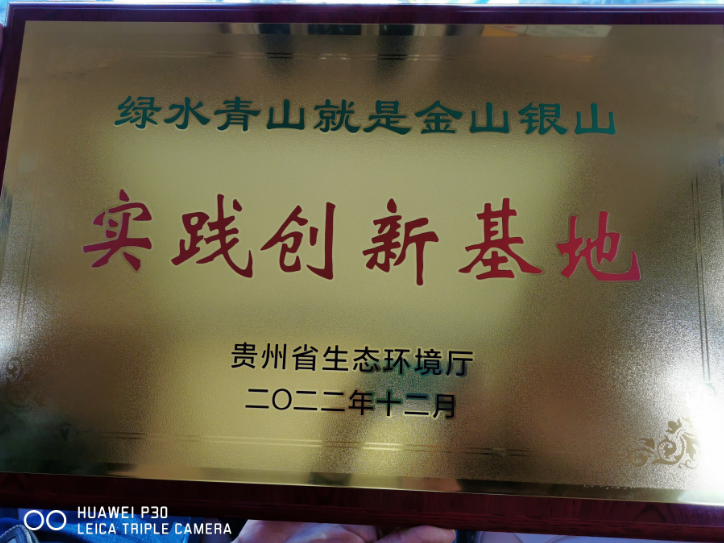 绿水青山就是金山银山
实践创新基地
贵州省生态环境厅
二〇二二年十二月
HUAWEI P30
LEICA TRIPLE CAMERA